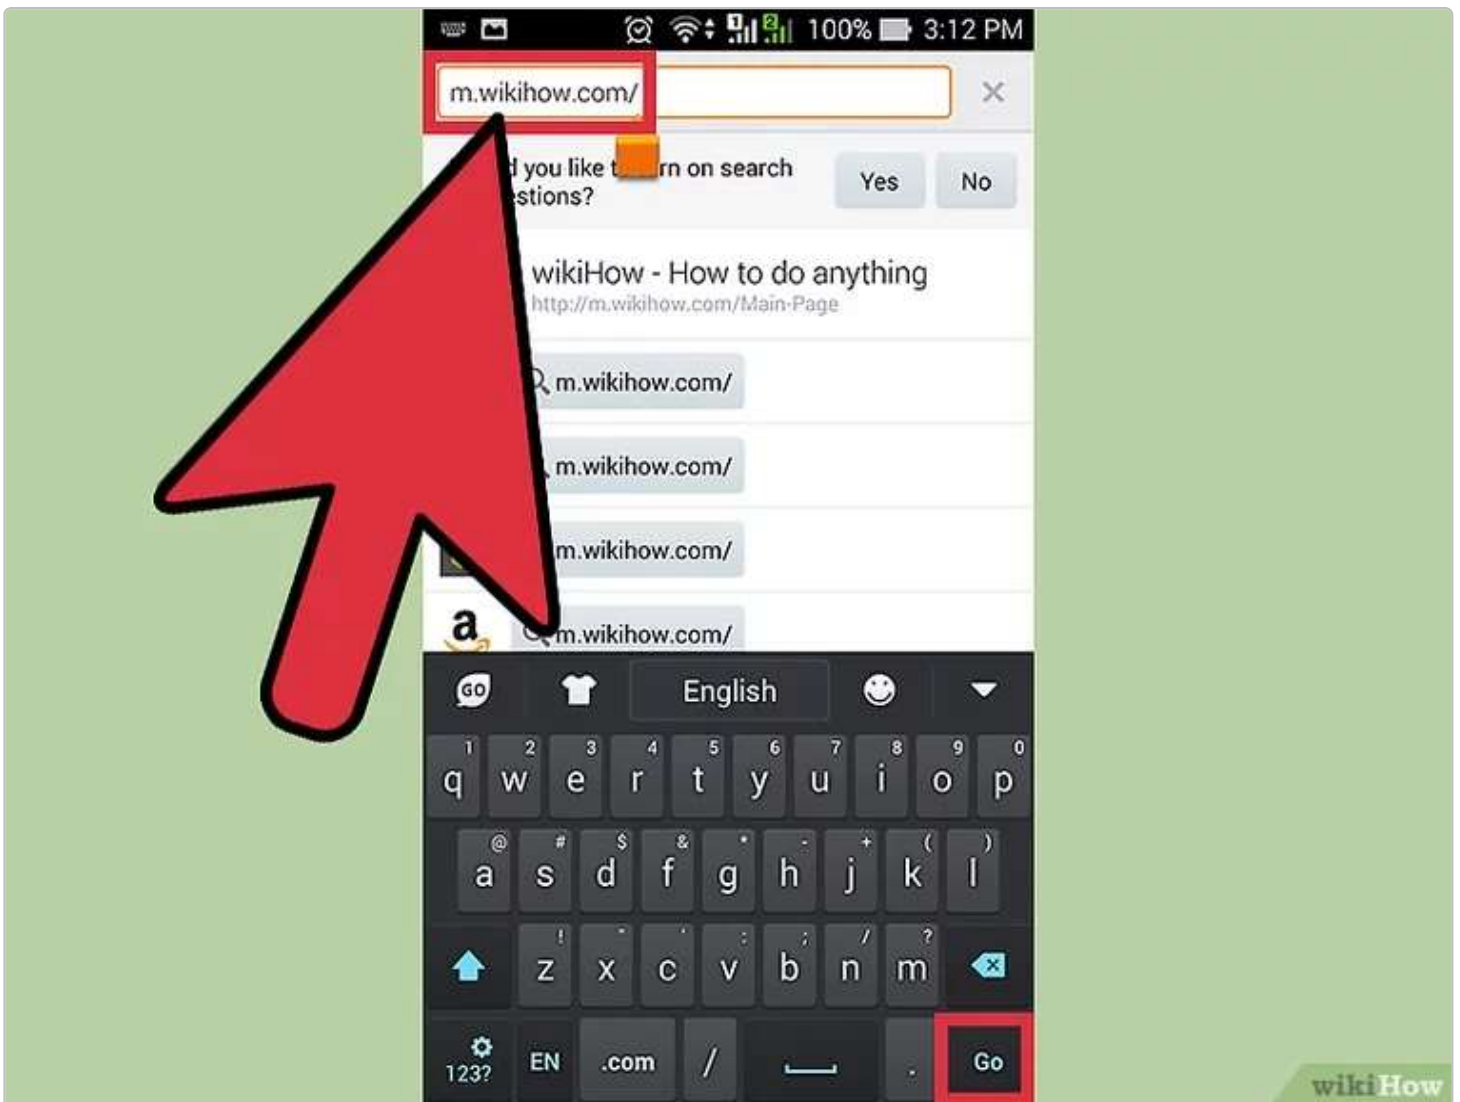 1 2 100% 3:12 PM
m.wikihow.com/
you like rn on search
stions?
Yes No
wikiHow - How to do anything
http://m.wikihow.com/Main-Page
m.wikihow.com/
m.wikihow.com/
m.wikihow.com/
a m.wikihow.com/
GO English
1 2 3 4 5 6 7 8 9 0
q w e r t y u i o p
@ # $ & * - + ( )
a s d f g h j k l
! ~ ' : ; / ?
z x c v b n m
123? EN .com / . Go
wikiHow